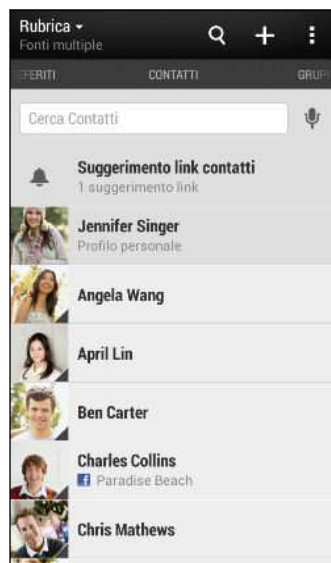 Rubrica
Fonti multiple
CONTATTI
Cerca Contatti
Suggerimento link contatti
1 suggerimento link
Jennifer Singer
Profilo personale
Angela Wang
April Lin
Ben Carter
Charles Collins
Paradise Beach
Chris Mathews